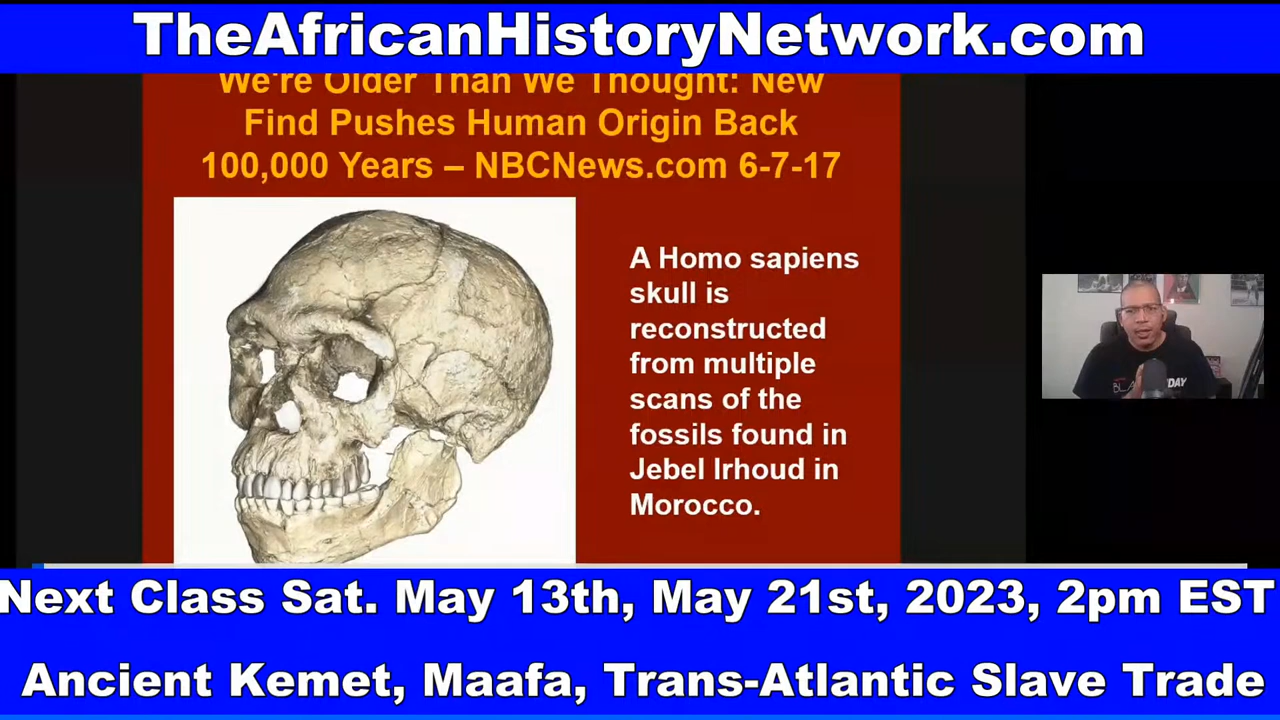 TheAfricanHistoryNetwork.com
We're Older Than We Thought: New
Find Pushes Human Origin Back
100,000 Years – NBCNews.com 6-7-17
A Homo sapiens
skull is
reconstructed
from multiple
scans of the
fossils found in
Jebel Irhoud in
Morocco.
Next Class Sat. May 13th, May 21st, 2023, 2pm EST
Ancient Kemet, Maafa, Trans-Atlantic Slave Trade